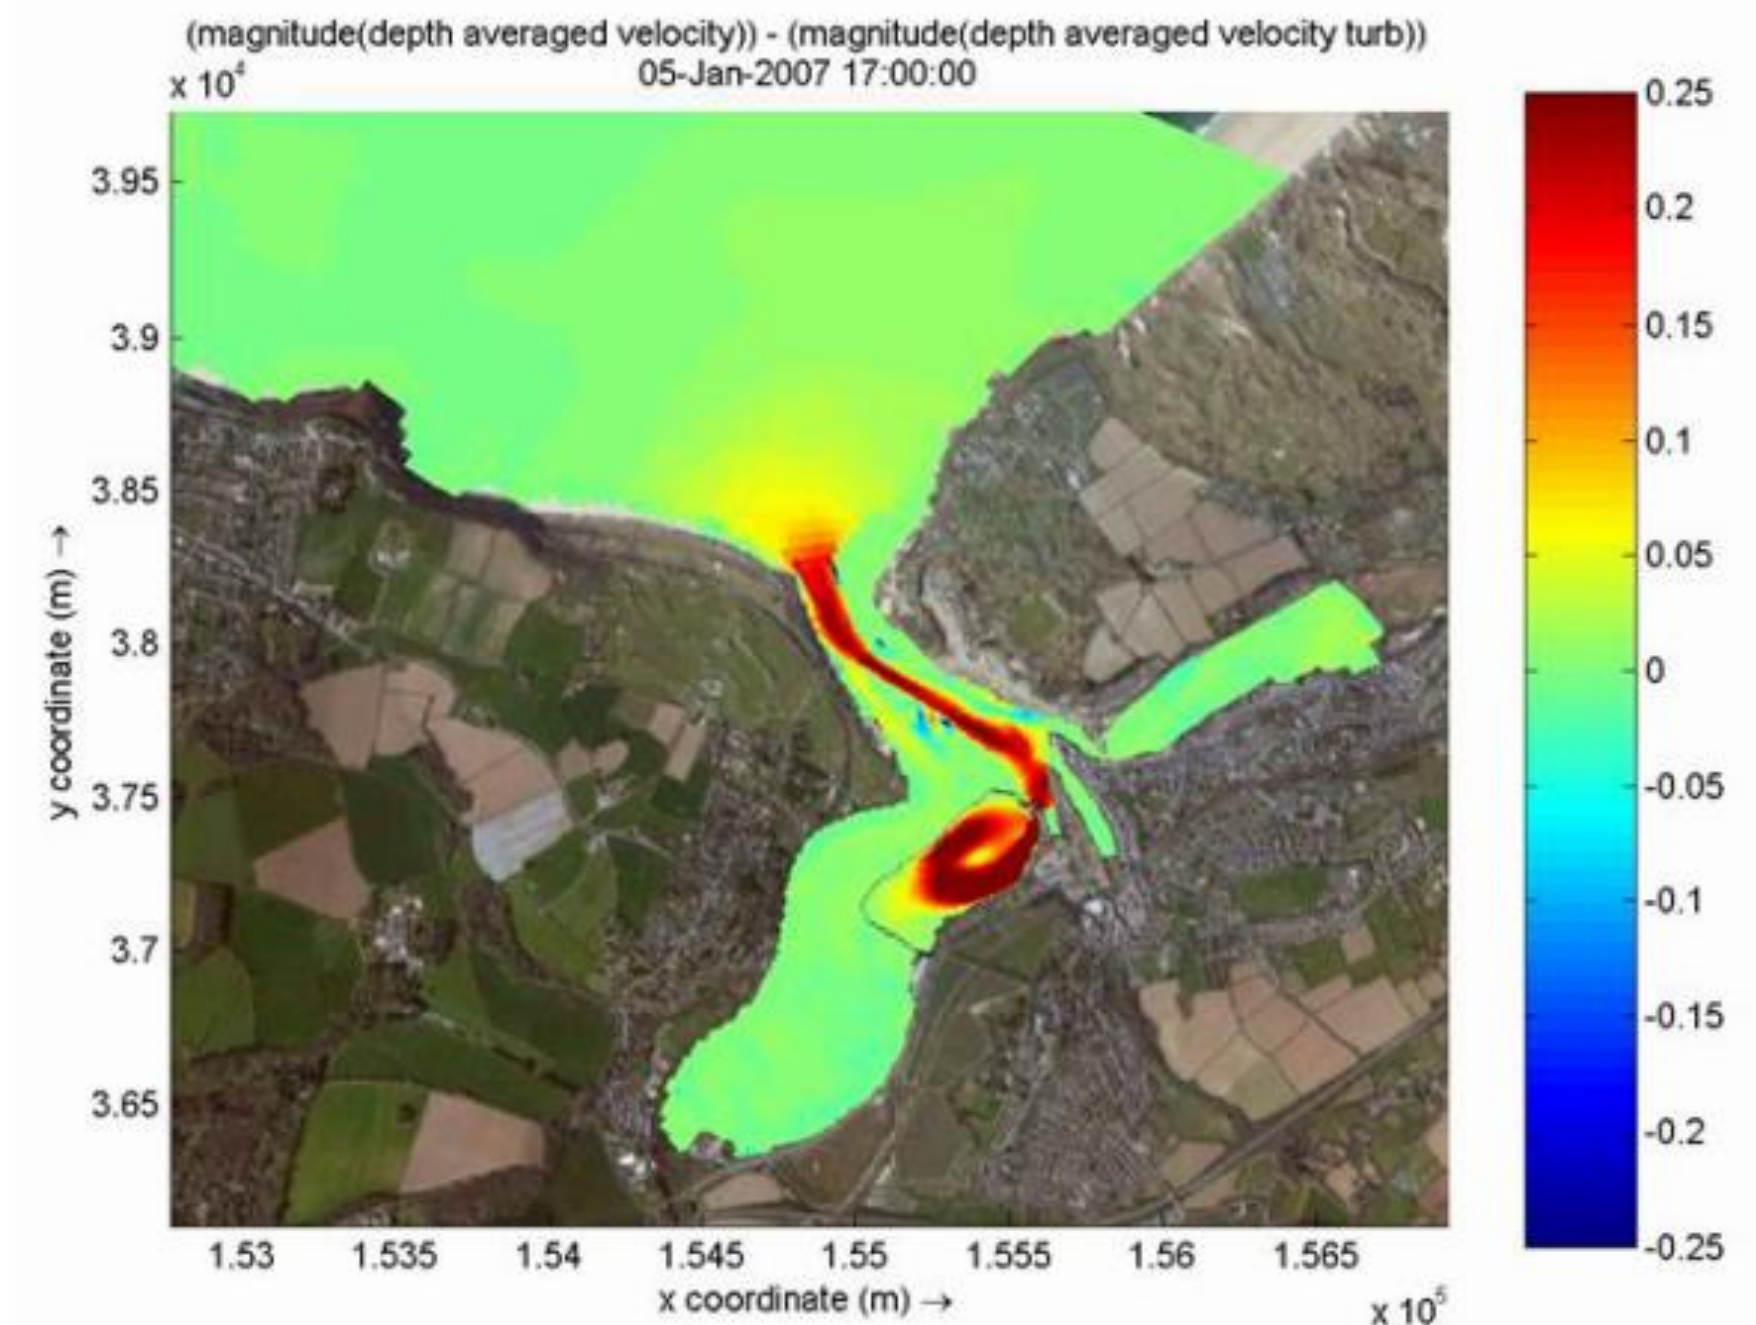 (magnitude(depth averaged velocity)) - (magnitude(depth averaged velocity turb))
05-Jan-2007 17:00:00
x 10^4
3.95
3.9
3.85
3.8
3.75
3.7
3.65
y coordinate (m) →
1.53 1.535 1.54 1.545 1.55 1.555 1.56 1.565
x coordinate (m) →
x 10^5
0.25
0.2
0.15
0.1
0.05
0
-0.05
-0.1
-0.15
-0.2
-0.25